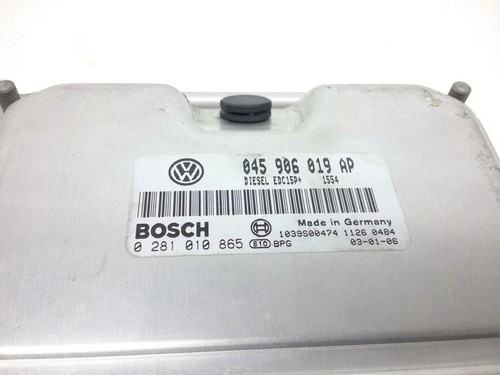 045 906 019 AP
DIESEL EDC15P+ 1554
BOSCH
Made in Germany
1039S00474 1126 0484
0 281 010 865 BPG
03-01-06